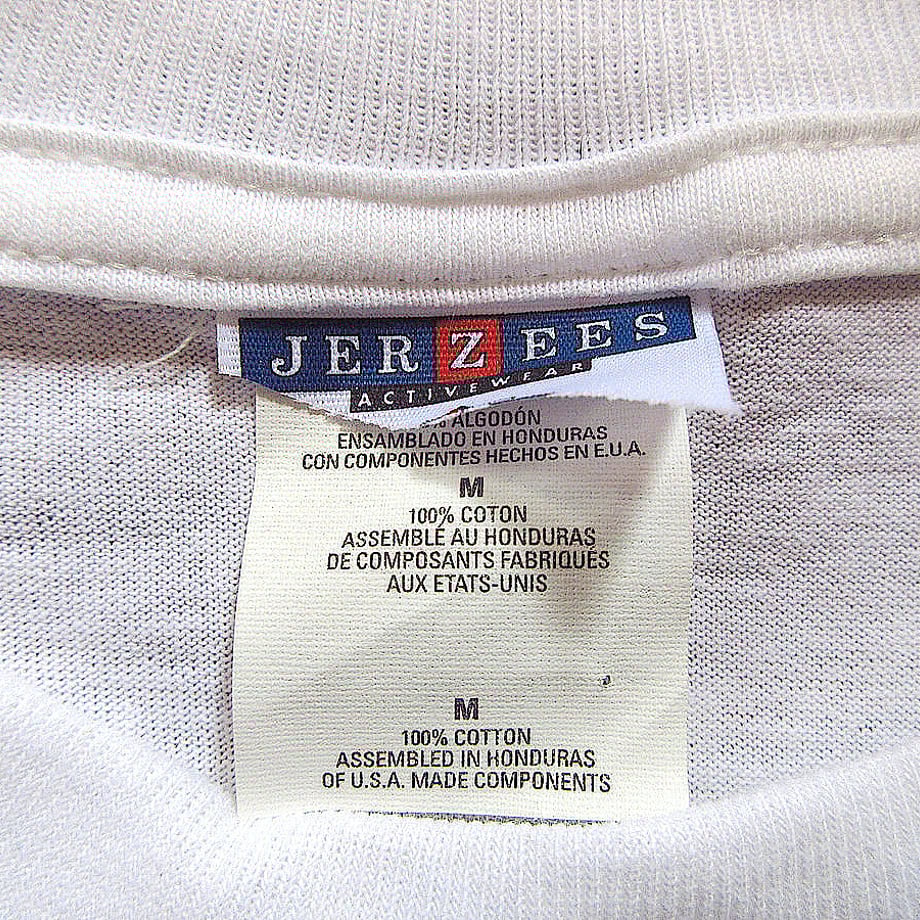 JERZEES
ACTIVEWEAR
% ALGODÓN
ENSAMBLADO EN HONDURAS
CON COMPONENTES HECHOS EN E.U.A.
M
100% COTON
ASSEMBLÉ AU HONDURAS
DE COMPOSANTS FABRIQUÉS
AUX ETATS-UNIS
M
100% COTTON
ASSEMBLED IN HONDURAS
OF U.S.A. MADE COMPONENTS